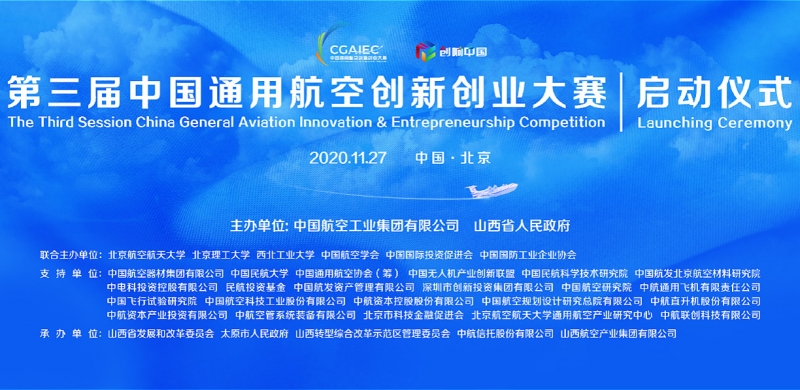 CGAIEC
中国通用航空创新创业大赛
创翱中国
第三届中国通用航空创新创业大赛 启动仪式
The Third Session China General Aviation Innovation & Entrepreneurship Competition Launching Ceremony
2020.11.27 中国·北京
主办单位: 中国航空工业集团有限公司 山西省人民政府
联合主办单位: 北京航空航天大学 北京理工大学 西北工业大学 中国航空学会 中国国际投资促进会 中国国防工业企业协会
支持单位: 中国航空器材集团有限公司 中国民航大学 中国通用航空协会（筹） 中国无人机产业创新联盟 中国民航科学技术研究院 中国航发北京航空材料研究院
中电科投资控股有限公司 民航投资基金 中国航发资产管理有限公司 深圳市创新投资集团有限公司 中国航空研究院 中航通用飞机有限责任公司
中国飞行试验研究院 中国航空科技工业股份有限公司 中航资本控股股份有限公司 中国航空规划设计研究总院有限公司 中航直升机股份有限公司
中航资本产业投资有限公司 中航空管系统装备有限公司 北京市科技金融促进会 北京航空航天大学通用航空产业研究中心 中航联创科技有限公司
承办单位: 山西省发展和改革委员会 太原市人民政府 山西转型综合改革示范区管理委员会 中航信托股份有限公司 山西航空产业集团有限公司